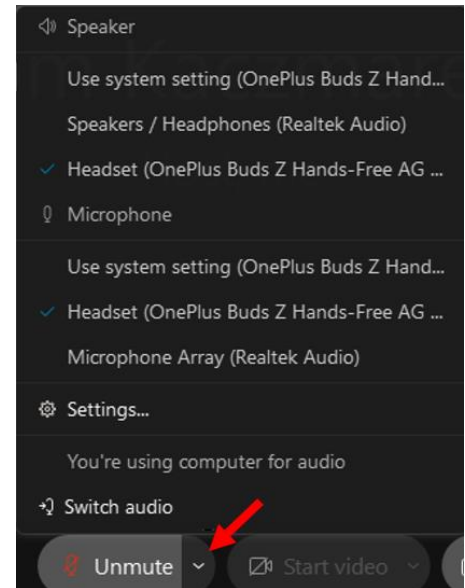 Speaker
Use system setting (OnePlus Buds Z Hand...
Speakers / Headphones (Realtek Audio)
Headset (OnePlus Buds Z Hands-Free AG ...
Microphone
Use system setting (OnePlus Buds Z Hand...
Headset (OnePlus Buds Z Hands-Free AG ...
Microphone Array (Realtek Audio)
Settings...
You're using computer for audio
Switch audio
Unmute
Start video